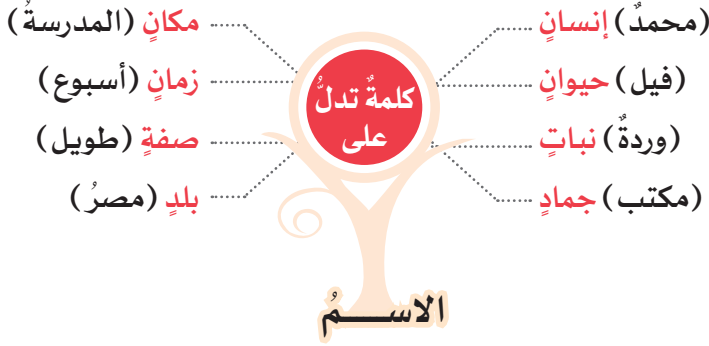 إنسانٍ (محمدٌ)
حيوانٍ (فيل)
نباتٍ (وردةٌ)
جمادٍ (مكتب)
كلمةٌ تدلُّ
على
مكانٍ (المدرسةُ)
زمانٍ (أسبوع)
صفةٍ (طويل)
بلدٍ (مصرُ)
الاســـمُ